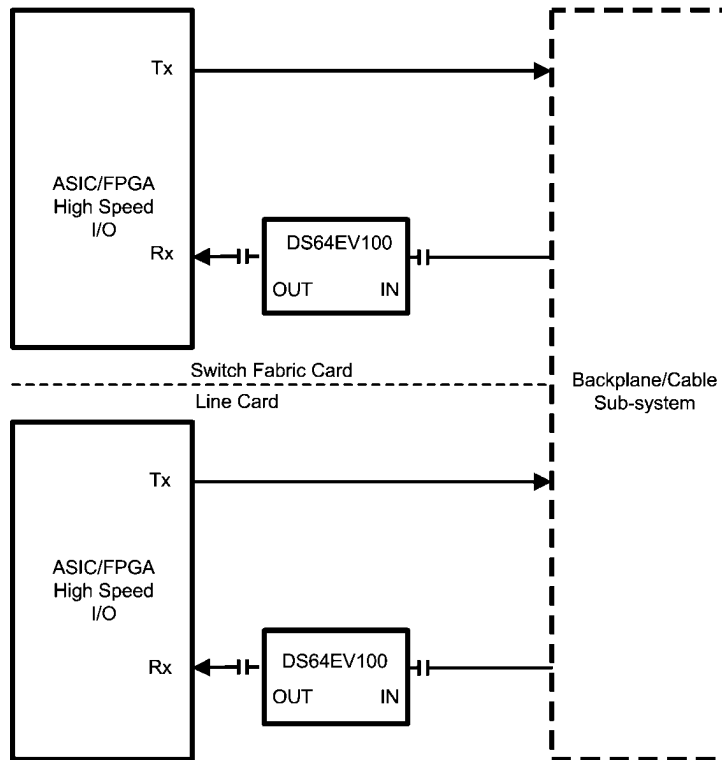 Tx
ASIC/FPGA
High Speed
I/O
Rx
DS64EV100
OUT IN
Switch Fabric Card
Line Card
Backplane/Cable
Sub-system
Tx
ASIC/FPGA
High Speed
I/O
Rx
DS64EV100
OUT IN